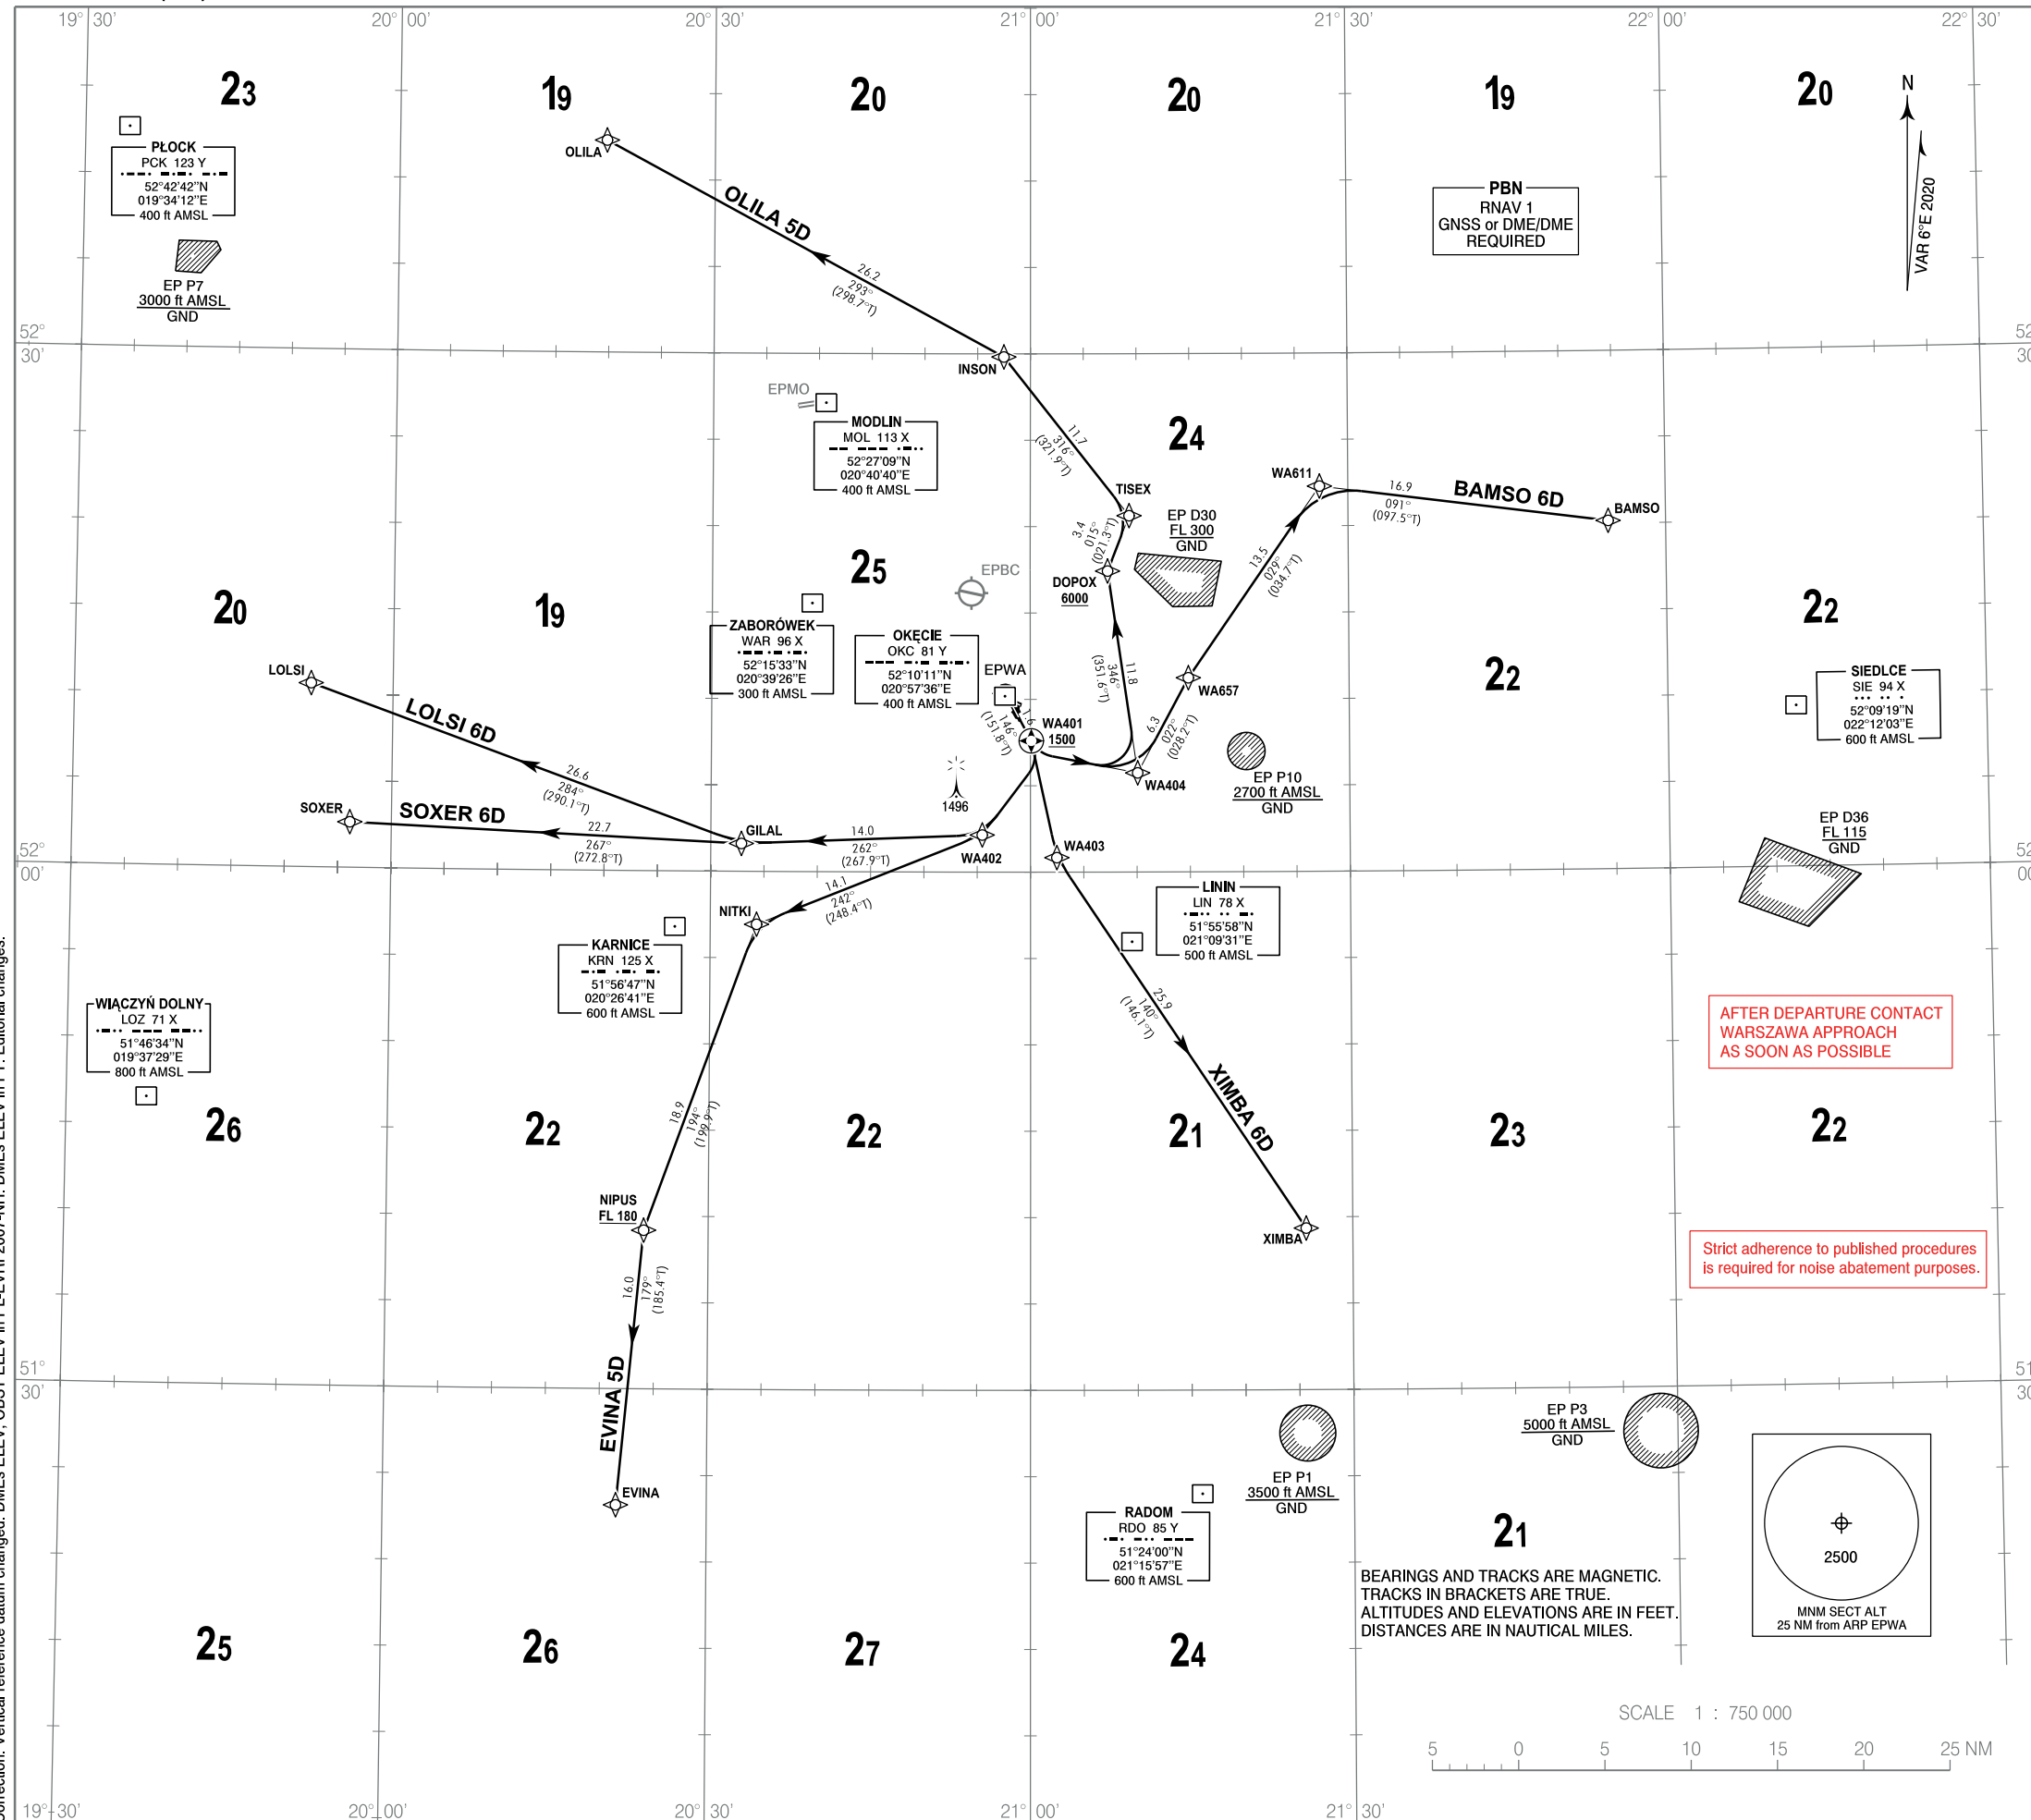 19° 30'
20° 00'
20° 30'
21° 00'
21° 30'
22° 00'
22° 30'
23
19
20
20
19
20
N
VAR 6°E 2020
PŁOCK
PCK 123 Y
52°42'42"N
019°34'12"E
400 ft AMSL
EP P7
3000 ft AMSL
GND
OLILA
OLILA 5D
26.2
293°
(298.7°T)
PBN
RNAV 1
GNSS or DME/DME
REQUIRED
52°
30'
52
30
INSON
EPMO
MODLIN
MOL 113 X
52°27'09"N
020°40'40"E
400 ft AMSL
11.7
316°
(321.9°T)
24
TISEX
WA611
16.9
091°
(097.5°T)
BAMSO 6D
BAMSO
3.4
015°
(021.3°T)
EP D30
FL 300
GND
13.5
029°
(034.7°T)
DOPOX
6000
25
EPBC
20
19
22
ZABORÓWEK
WAR 96 X
52°15'33"N
020°39'26"E
300 ft AMSL
OKĘCIE
OKC 81 Y
52°10'11"N
020°57'36"E
400 ft AMSL
EPWA
11.8
346°
(351.6°T)
WA657
22
SIEDLCE
SIE 94 X
52°09'19"N
022°12'03"E
600 ft AMSL
LOLSI
LOLSI 6D
26.6
284°
(290.1°T)
1.6
146°
(151.8°T)
WA401
1500
6.3
022°
(028.2°T)
WA404
EP P10
2700 ft AMSL
GND
1496
SOXER
SOXER 6D
22.7
267°
(272.8°T)
GILAL
14.0
262°
(267.9°T)
WA402
WA403
EP D36
FL 115
GND
52°
00'
52
00
14.1
242°
(248.4°T)
NITKI
LININ
LIN 78 X
51°55'58"N
021°09'31"E
500 ft AMSL
KARNICE
KRN 125 X
51°56'47"N
020°26'41"E
600 ft AMSL
WIĄCZYŃ DOLNY
LOZ 71 X
51°46'34"N
019°37'29"E
800 ft AMSL
25.9
140°
(146.1°T)
XIMBA 6D
AFTER DEPARTURE CONTACT
WARSZAWA APPROACH
AS SOON AS POSSIBLE
26
22
22
21
23
22
18.9
194°
(199.9°T)
NIPUS
FL 180
XIMBA
Strict adherence to published procedures
is required for noise abatement purposes.
16.0
179°
(185.4°T)
EVINA 5D
EVINA
51°
30'
51
30
EP P1
3500 ft AMSL
GND
EP P3
5000 ft AMSL
GND
RADOM
RDO 85 Y
51°24'00"N
021°15'57"E
600 ft AMSL
21
2500
MNM SECT ALT
25 NM from ARP EPWA
BEARINGS AND TRACKS ARE MAGNETIC.
TRACKS IN BRACKETS ARE TRUE.
ALTITUDES AND ELEVATIONS ARE IN FEET.
DISTANCES ARE IN NAUTICAL MILES.
25
26
27
24
SCALE 1 : 750 000
5 0 5 10 15 20 25 NM
19° 30'
20° 00'
20° 30'
21° 00'
21° 30'